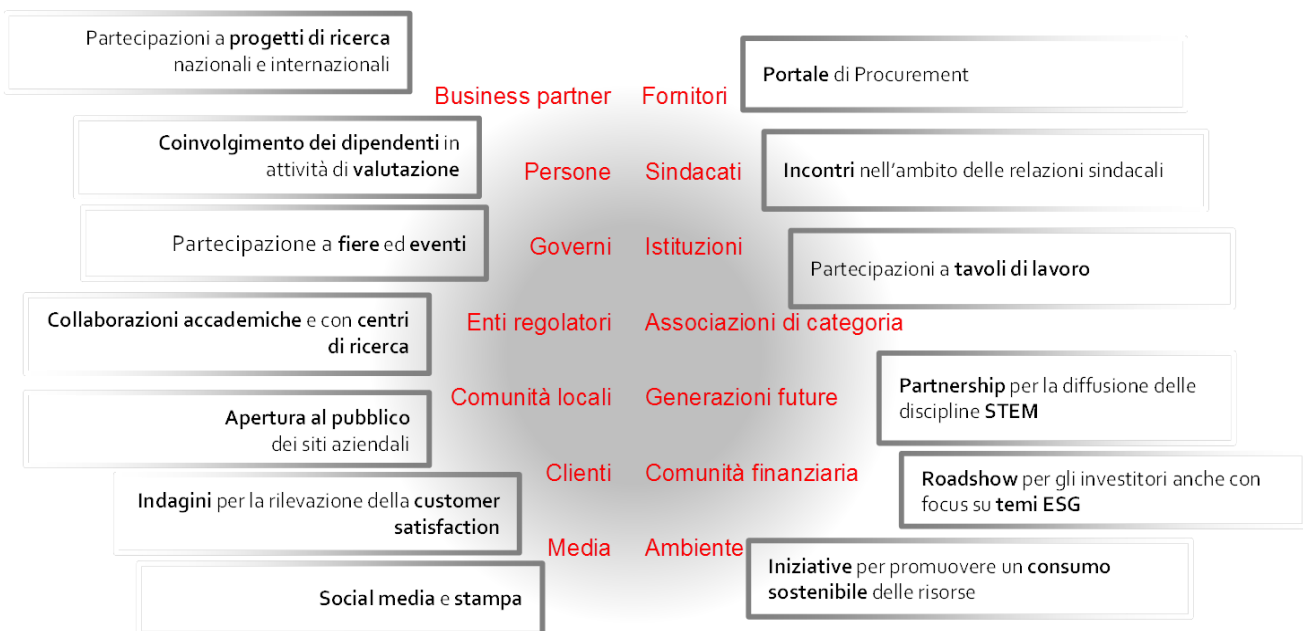 Partecipazioni a progetti di ricerca
nazionali e internazionali
Business partner
Fornitori
Portale di Procurement
Coinvolgimento dei dipendenti in
attività di valutazione
Persone
Sindacati
Incontri nell'ambito delle relazioni sindacali
Partecipazione a fiere ed eventi
Governi
Istituzioni
Partecipazioni a tavoli di lavoro
Collaborazioni accademiche e con centri
di ricerca
Enti regolatori
Associazioni di categoria
Apertura al pubblico
dei siti aziendali
Comunità locali
Generazioni future
Partnership per la diffusione delle
discipline STEM
Indagini per la rilevazione della customer
satisfaction
Clienti
Comunità finanziaria
Roadshow per gli investitori anche con
focus su temi ESG
Social media e stampa
Media
Ambiente
Iniziative per promuovere un consumo
sostenibile delle risorse